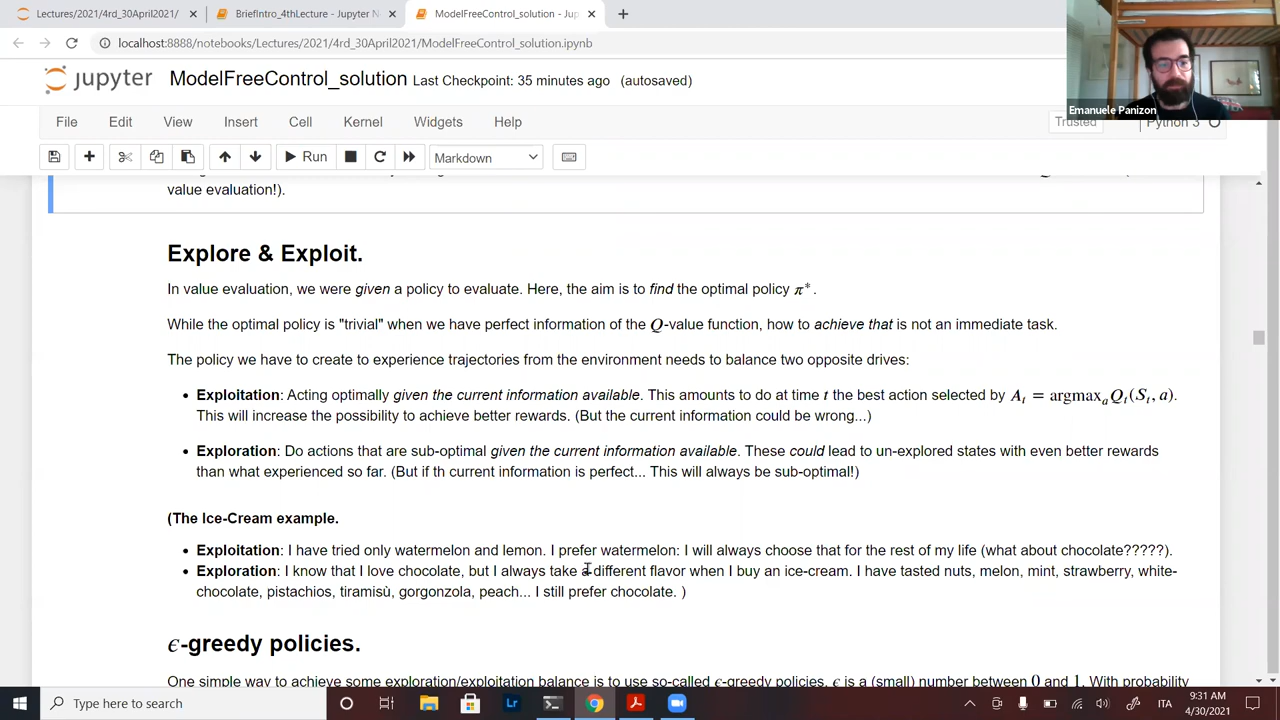 Lectures/2021/4rd_30April2021/
BriefIntro_4thLecture - Jupyter N
ModelFreeControl_solution - Jup
localhost:8888/notebooks/Lectures/2021/4rd_30April2021/ModelFreeControl_solution.ipynb
Emanuele Panizon
jupyter ModelFreeControl_solution Last Checkpoint: 35 minutes ago (autosaved)
File Edit View Insert Cell Kernel Widgets Help
Trusted Python 3
Run Markdown
value evaluation!).
Explore & Exploit.
In value evaluation, we were given a policy to evaluate. Here, the aim is to find the optimal policy π*.
While the optimal policy is "trivial" when we have perfect information of the Q-value function, how to achieve that is not an immediate task.
The policy we have to create to experience trajectories from the environment needs to balance two opposite drives:
• Exploitation: Acting optimally given the current information available. This amounts to do at time t the best action selected by A_t = argmax_a Q_t(S_t, a).
This will increase the possibility to achieve better rewards. (But the current information could be wrong...)
• Exploration: Do actions that are sub-optimal given the current information available. These could lead to un-explored states with even better rewards
than what experienced so far. (But if th current information is perfect... This will always be sub-optimal!)
(The Ice-Cream example.
• Exploitation: I have tried only watermelon and lemon. I prefer watermelon: I will always choose that for the rest of my life (what about chocolate?????).
• Exploration: I know that I love chocolate, but I always take a different flavor when I buy an ice-cream. I have tasted nuts, melon, mint, strawberry, white-
chocolate, pistachios, tiramisù, gorgonzola, peach... I still prefer chocolate. )
ϵ-greedy policies.
One simple way to achieve some exploration/exploitation balance is to use so-called ϵ-greedy policies. ϵ is a (small) number between 0 and 1. With probability
Type here to search
ITA
9:31 AM
4/30/2021